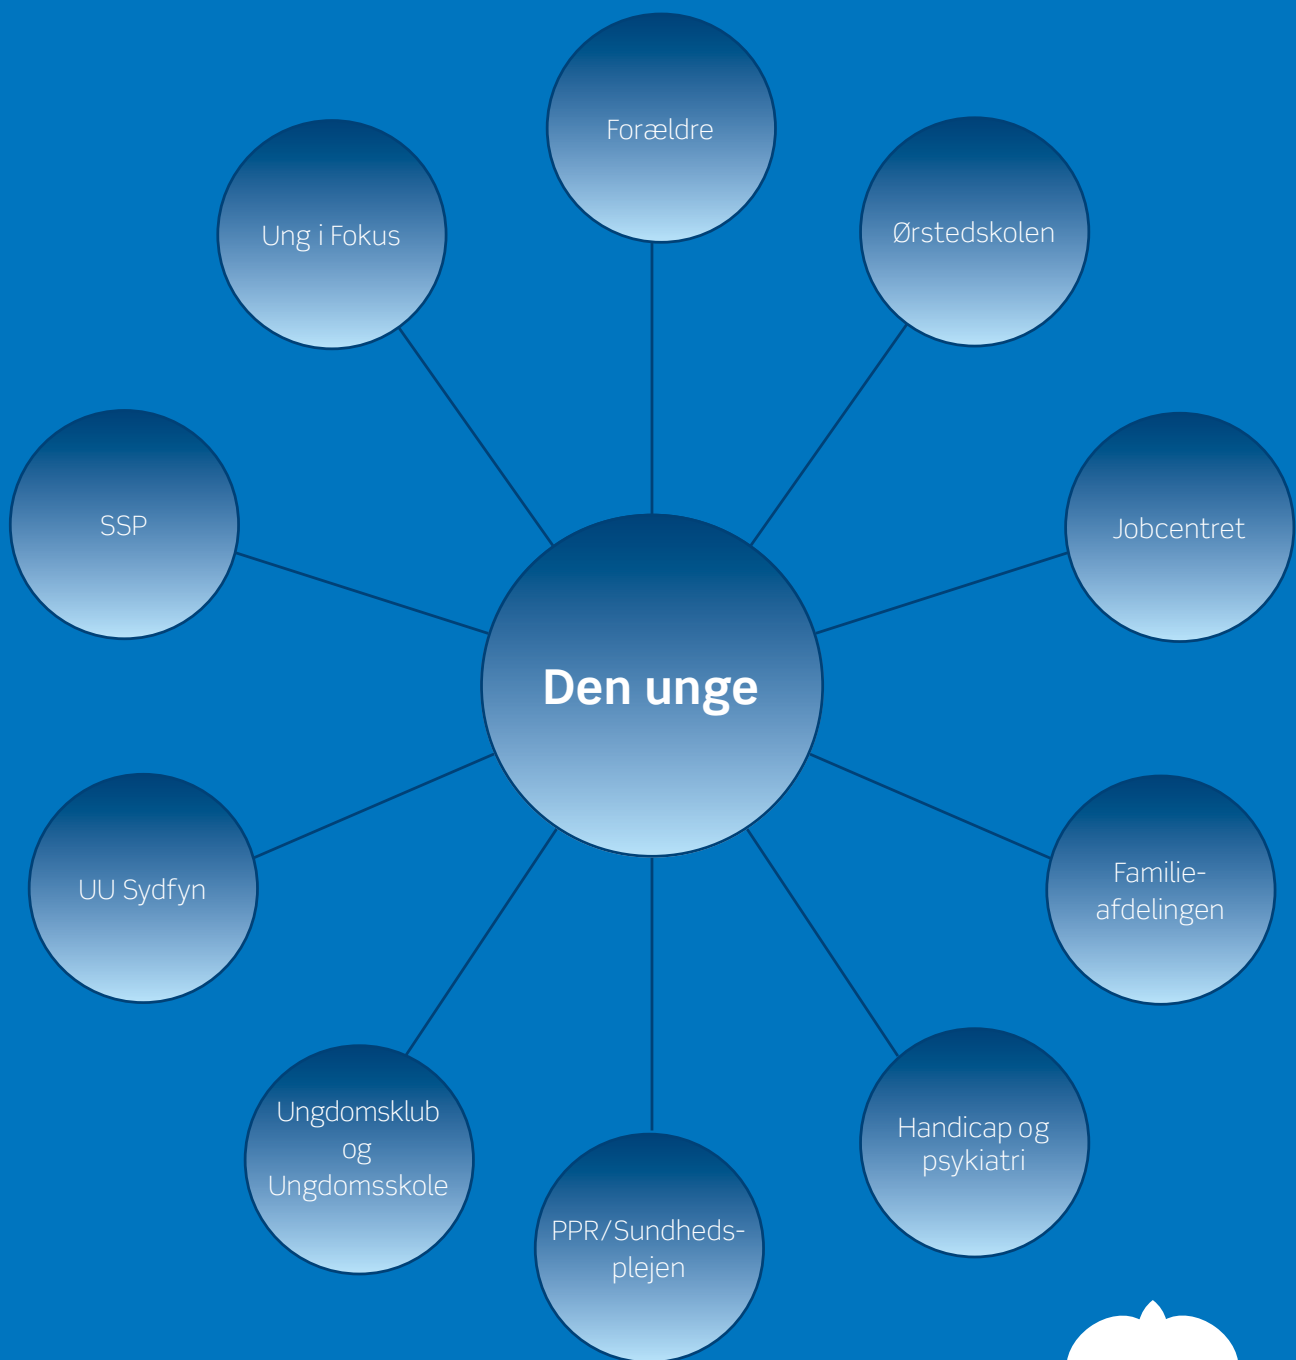 Forældre
Ung i Fokus
Ørstedskolen
SSP
Jobcentret
Den unge
UU Sydfyn
Familie-
afdelingen
Ungdomsklub
og
Ungdomsskole
Handicap og
psykiatri
PPR/Sundheds-
plejen